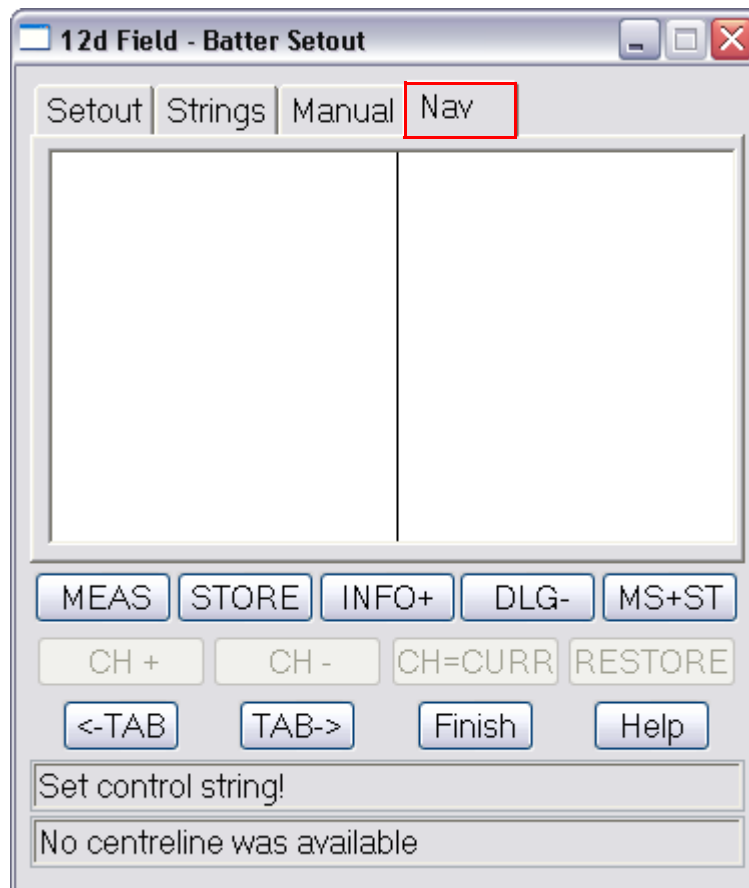 12d Field - Batter Setout
Setout Strings Manual Nav
MEAS STORE INFO+ DLG- MS+ST
CH + CH - CH=CURR RESTORE
<-TAB TAB-> Finish Help
Set control string!
No centreline was available